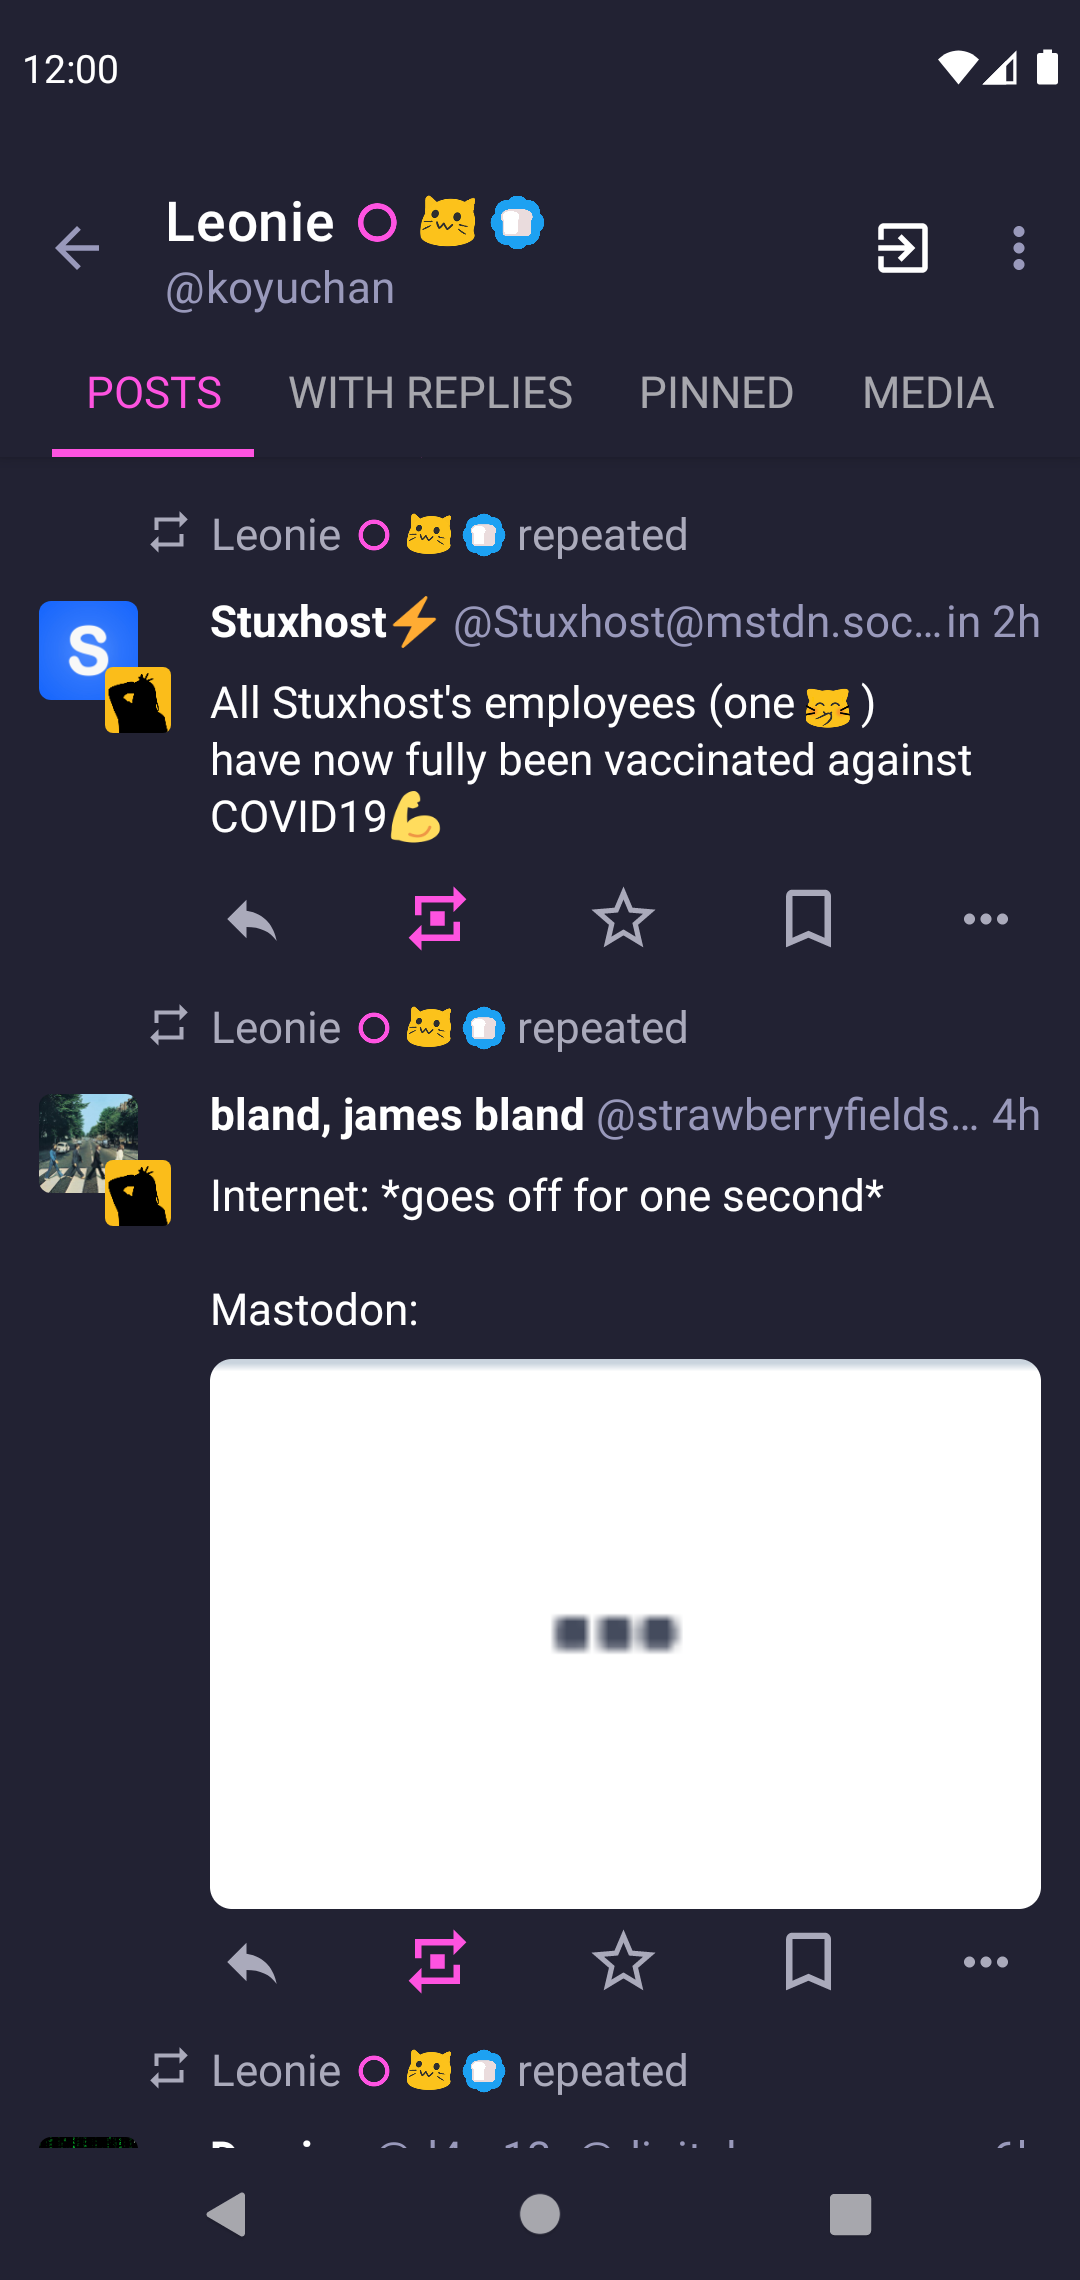 12:00
Leonie
@koyuchan
POSTS WITH REPLIES PINNED MEDIA
Leonie repeated
Stuxhost⚡ @Stuxhost@mstdn.soc... in 2h
S
All Stuxhost's employees (one )
have now fully been vaccinated against
COVID19💪
Leonie repeated
bland, james bland @strawberryfields... 4h
Internet: *goes off for one second*
Mastodon:
Leonie repeated